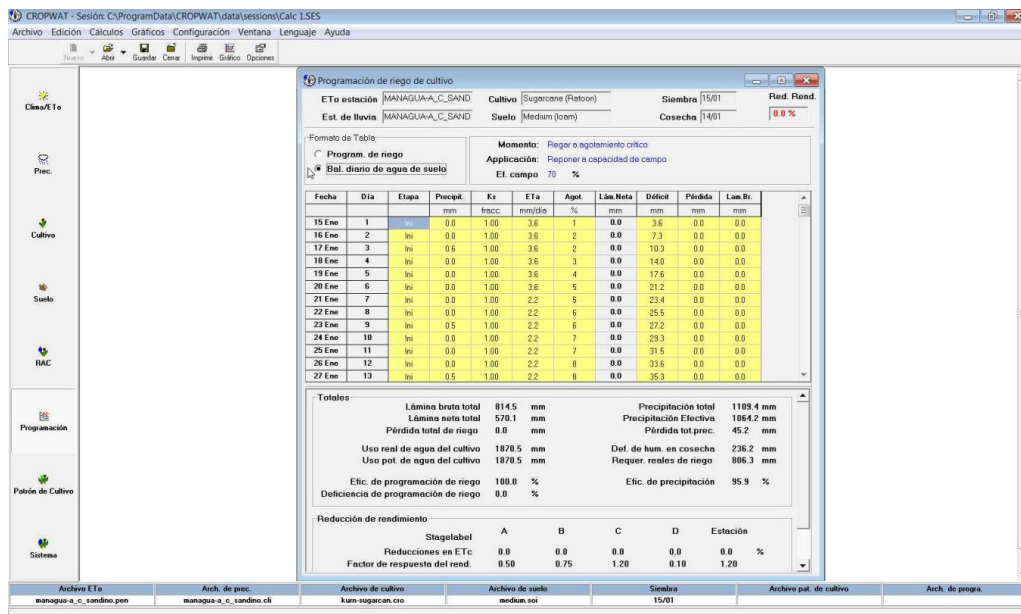 CROPWAT - Sesión: C:\ProgramData\CROPWAT\data\sessions\Calc 1.SES
Archivo Edición Cálculos Gráficos Configuración Ventana Lenguaje Ayuda
Nuevo Abrir Guardar Cerrar Imprimir Gráfico Opciones
Clima/ETo
Prec.
Cultivo
Suelo
RAC
Programación
Patrón de Cultivo
Sistema
Programación de riego de cultivo
ETo estación MANAGUA-A_C_SAND Cultivo Sugarcane (Ratoon) Siembra 15/01 Red. Rend.
Est. de lluvia MANAGUA-A_C_SAND Suelo Medium (loam) Cosecha 14/01 0.0 %
Formato de Tabla
Program. de riego
Bal. diario de agua de suelo
Momento: Regar a agotamiento crítico
Applicación: Reponer a capacidad de campo
Ef. campo 70 %
Fecha Día Etapa Precipit. Ks ETa Agot. Lám.Neta Déficit Pérdida Lam.Br.
mm fracc. mm/día % mm mm mm mm
15 Ene 1 Ini 0.0 1.00 3.6 1 0.0 3.6 0.0 0.0
16 Ene 2 Ini 0.0 1.00 3.6 2 0.0 7.3 0.0 0.0
17 Ene 3 Ini 0.6 1.00 3.6 2 0.0 10.3 0.0 0.0
18 Ene 4 Ini 0.0 1.00 3.6 3 0.0 14.0 0.0 0.0
19 Ene 5 Ini 0.0 1.00 3.6 4 0.0 17.6 0.0 0.0
20 Ene 6 Ini 0.0 1.00 3.6 5 0.0 21.2 0.0 0.0
21 Ene 7 Ini 0.0 1.00 2.2 5 0.0 23.4 0.0 0.0
22 Ene 8 Ini 0.0 1.00 2.2 6 0.0 25.5 0.0 0.0
23 Ene 9 Ini 0.5 1.00 2.2 6 0.0 27.2 0.0 0.0
24 Ene 10 Ini 0.0 1.00 2.2 7 0.0 29.3 0.0 0.0
25 Ene 11 Ini 0.0 1.00 2.2 7 0.0 31.5 0.0 0.0
26 Ene 12 Ini 0.0 1.00 2.2 8 0.0 33.6 0.0 0.0
27 Ene 13 Ini 0.5 1.00 2.2 8 0.0 35.3 0.0 0.0
Totales
Lámina bruta total 814.5 mm Precipitación total 1109.4 mm
Lámina neta total 570.1 mm Precipitación Efectiva 1064.2 mm
Pérdida total de riego 0.0 mm Pérdida tot.prec. 45.2 mm
Uso real de agua del cultivo 1870.5 mm Def. de hum. en cosecha 236.2 mm
Uso pot. de agua del cultivo 1870.5 mm Requer. reales de riego 806.3 mm
Efic. de programación de riego 100.0 % Efic. de precipitación 95.9 %
Deficiencia de programación de riego 0.0 %
Reducción de rendimiento
Stagelabel A B C D Estación
Reducciones en ETc 0.0 0.0 0.0 0.0 0.0 %
Factor de respuesta del rend. 0.50 0.75 1.20 0.10 1.20
Archivo ETo Arch. de prec. Archivo de cultivo Archivo de suelo Siembra Archivo pat. de cultivo Arch. de progra.
managua-a_c_sandino.pen managua-a_c_sandino.cli kurn-sugarcan.cro medium.soi 15/01